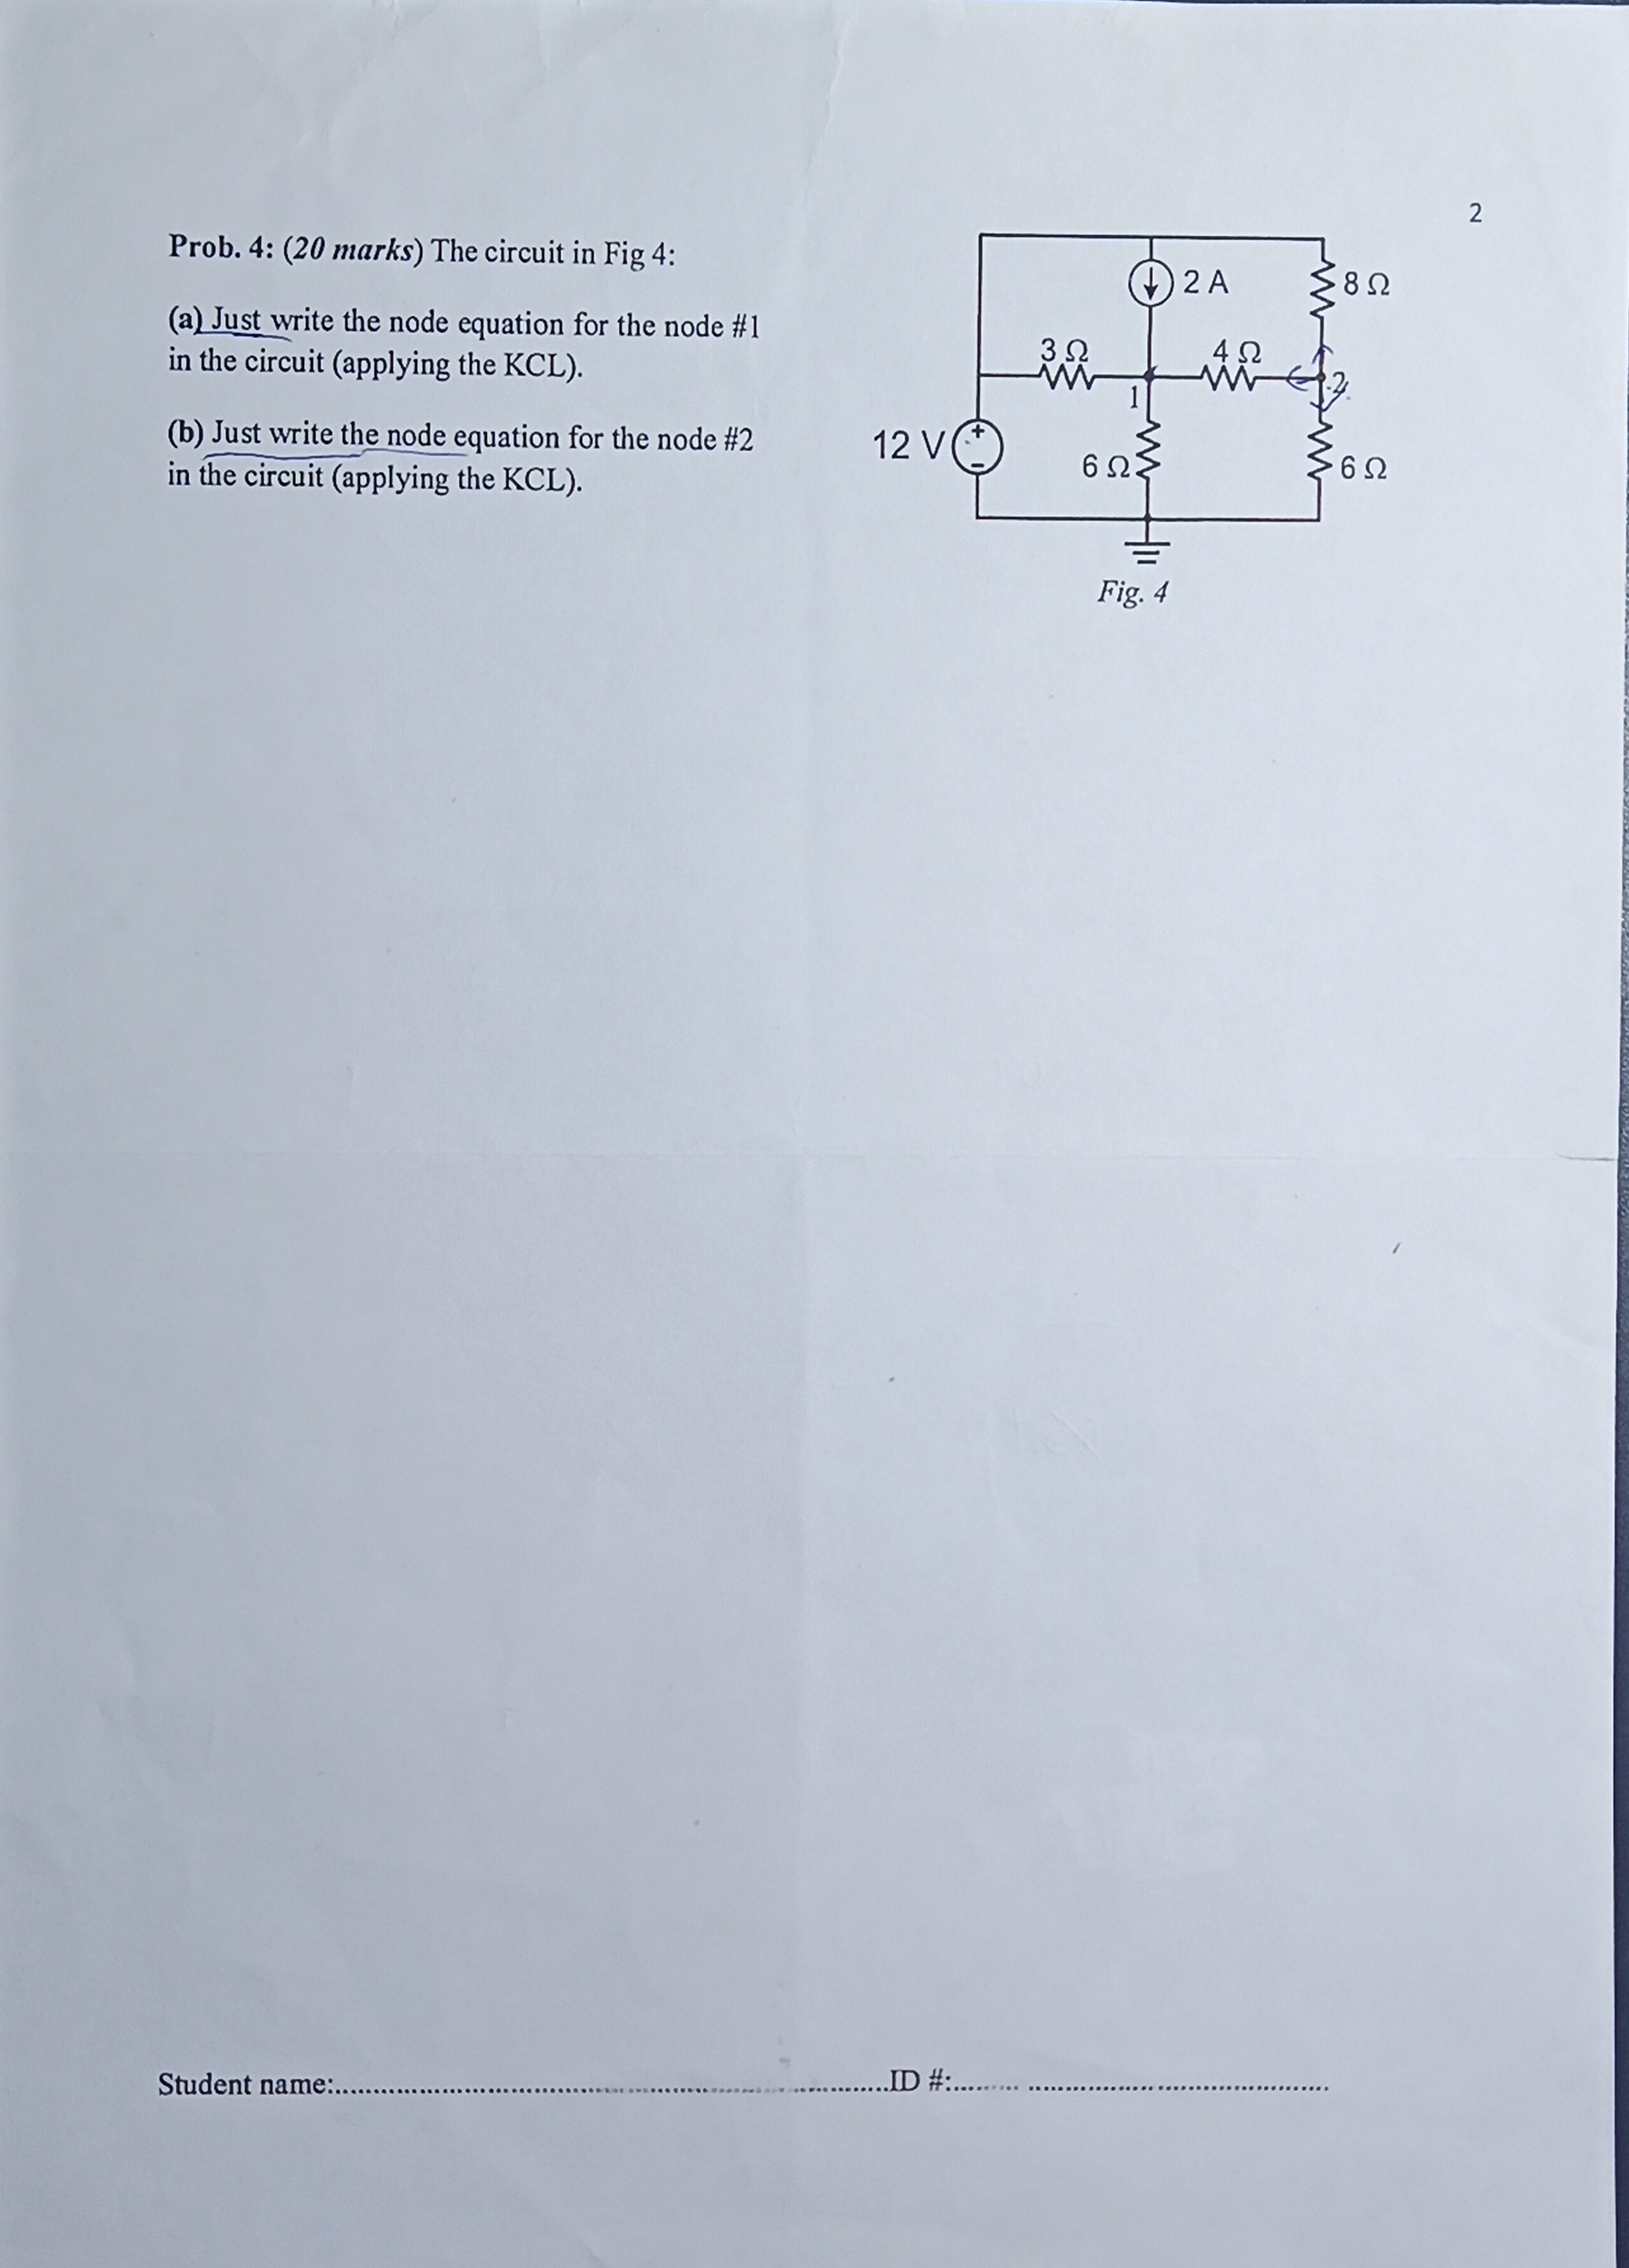 2
Prob. 4: (20 marks) The circuit in Fig 4:
(a) Just write the node equation for the node #1
in the circuit (applying the KCL).
(b) Just write the node equation for the node #2
in the circuit (applying the KCL).
2 A
8 Ω
3 Ω
4 Ω
1
2
12 V
+
−
6 Ω
6 Ω
Fig. 4
Student name:..........................................................................ID #:..................................................